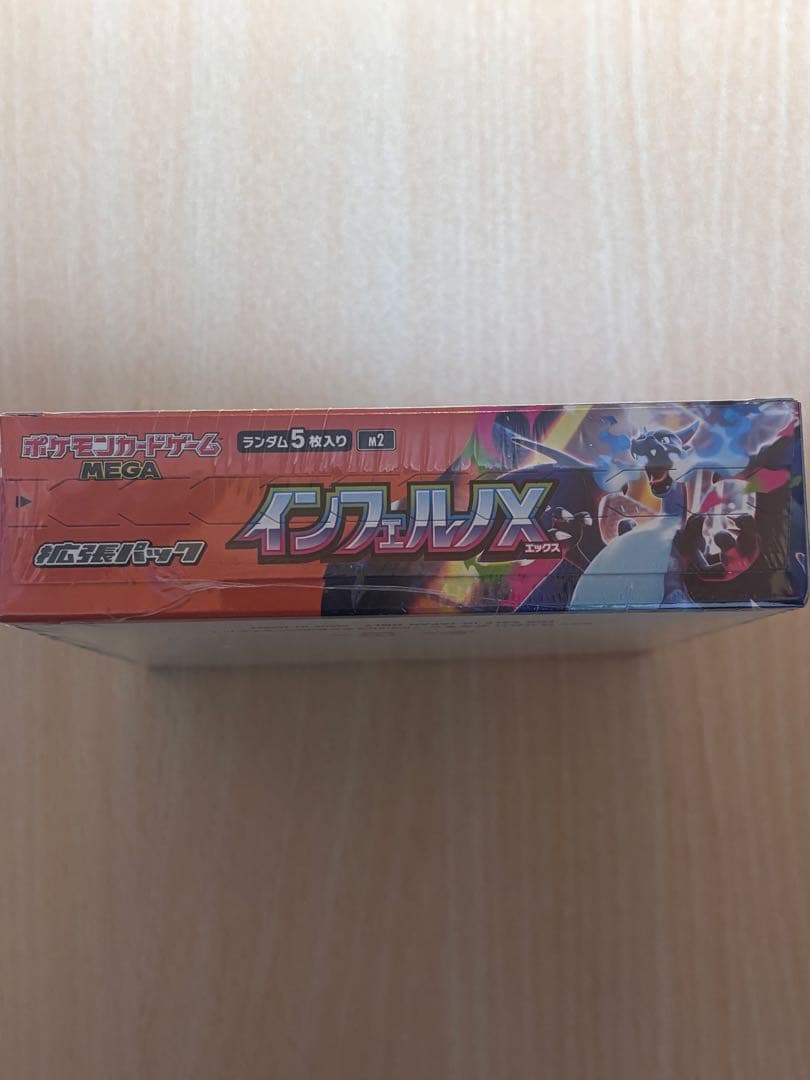 ポケモンカードゲーム
MEGA
ランダム5枚入り
M2
拡張パック
インフェルノX
エックス